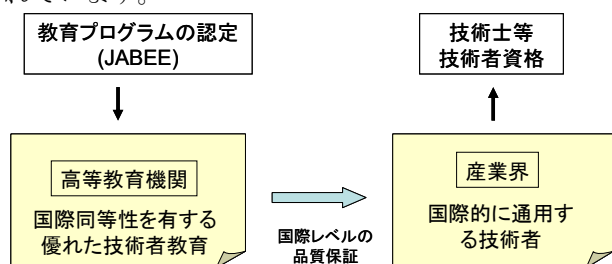 れています。
教育プログラムの認定
(JABEE)
技術士等
技術者資格
高等教育機関
国際同等性を有する
優れた技術者教育
国際レベルの
品質保証
産業界
国際的に通用す
る技術者